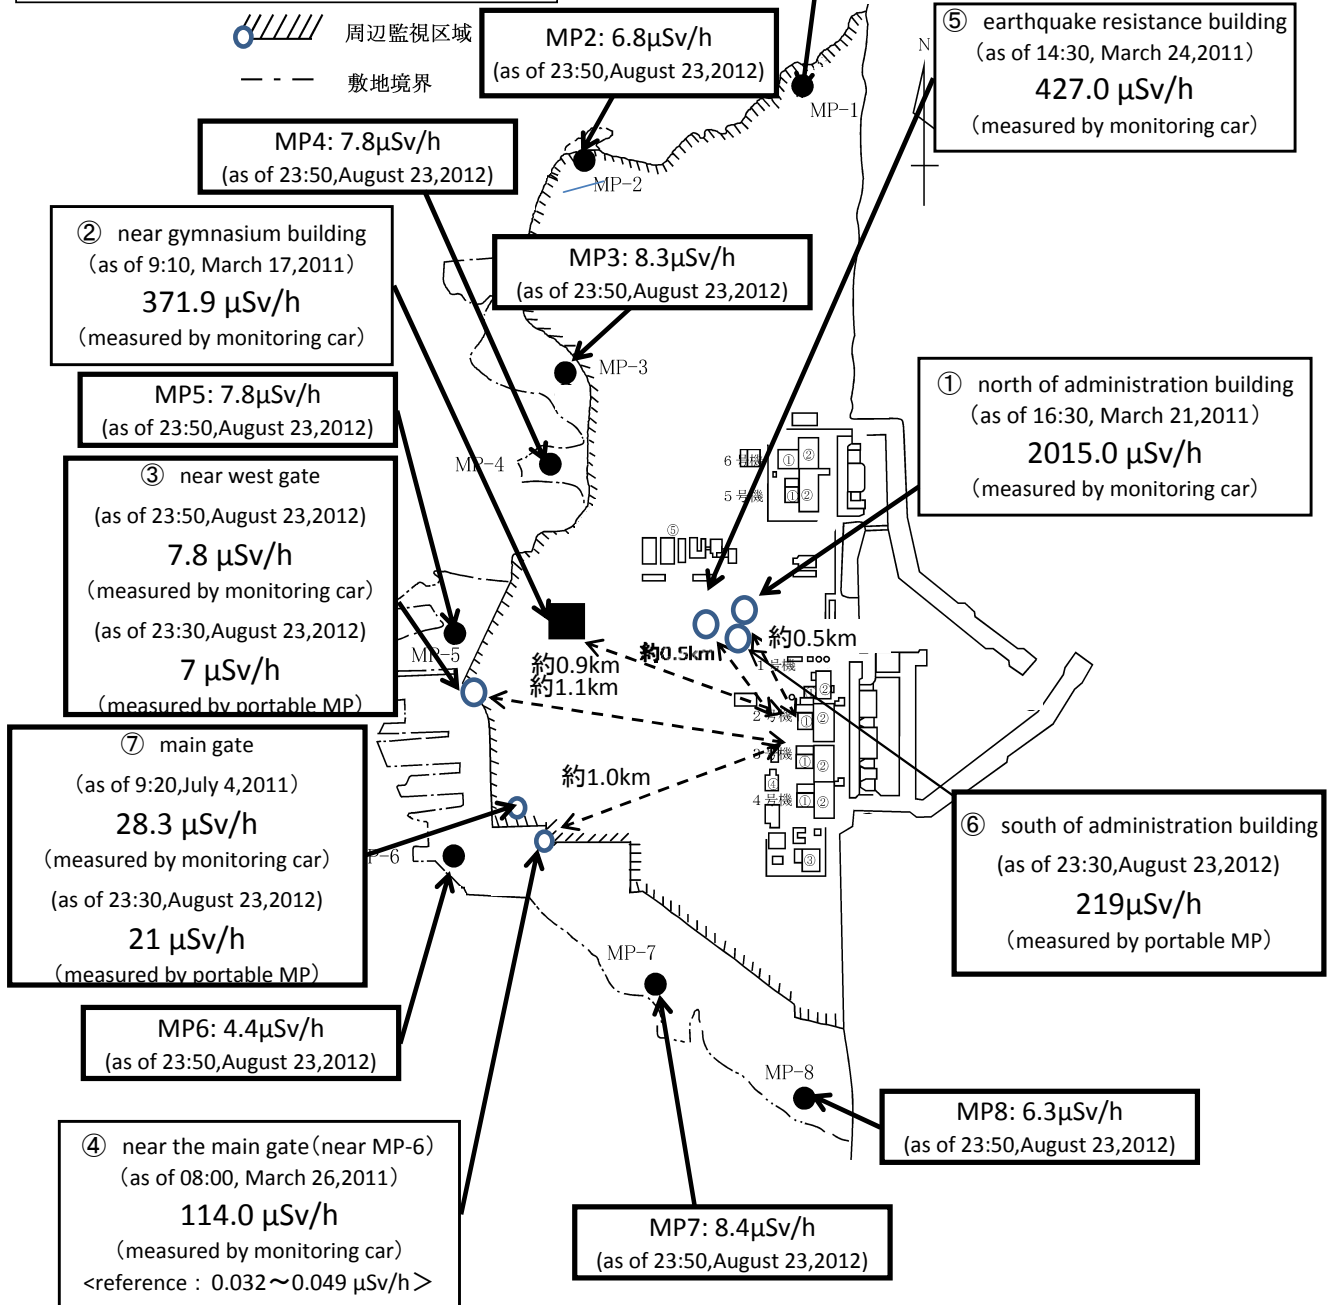 周辺監視区域
敷地境界
MP2: 6.8μSv/h
(as of 23:50,August 23,2012)
⑤ earthquake resistance building
(as of 14:30, March 24,2011)
427.0 μSv/h
(measured by monitoring car)
N
MP-1
MP4: 7.8μSv/h
(as of 23:50,August 23,2012)
MP-2
② near gymnasium building
(as of 9:10, March 17,2011)
371.9 μSv/h
(measured by monitoring car)
MP3: 8.3μSv/h
(as of 23:50,August 23,2012)
MP-3
① north of administration building
(as of 16:30, March 21,2011)
2015.0 μSv/h
(measured by monitoring car)
MP5: 7.8μSv/h
(as of 23:50,August 23,2012)
MP-4
6号機
① ②
5号機
① ②
③ near west gate
(as of 23:50,August 23,2012)
7.8 μSv/h
(measured by monitoring car)
(as of 23:30,August 23,2012)
7 μSv/h
(measured by portable MP)
⑤
MP-5
約0.9km
約1.1km
約0.5km
約0.5km
1号機
②
2号機
① ②
3号機
① ②
④
4号機
① ②
③
約1.0km
⑦ main gate
(as of 9:20,July 4,2011)
28.3 μSv/h
(measured by monitoring car)
(as of 23:30,August 23,2012)
21 μSv/h
(measured by portable MP)
P-6
⑥ south of administration building
(as of 23:30,August 23,2012)
219μSv/h
(measured by portable MP)
MP-7
MP6: 4.4μSv/h
(as of 23:50,August 23,2012)
MP-8
MP8: 6.3μSv/h
(as of 23:50,August 23,2012)
④ near the main gate(near MP-6)
(as of 08:00, March 26,2011)
114.0 μSv/h
(measured by monitoring car)
<reference : 0.032～0.049 μSv/h＞
MP7: 8.4μSv/h
(as of 23:50,August 23,2012)